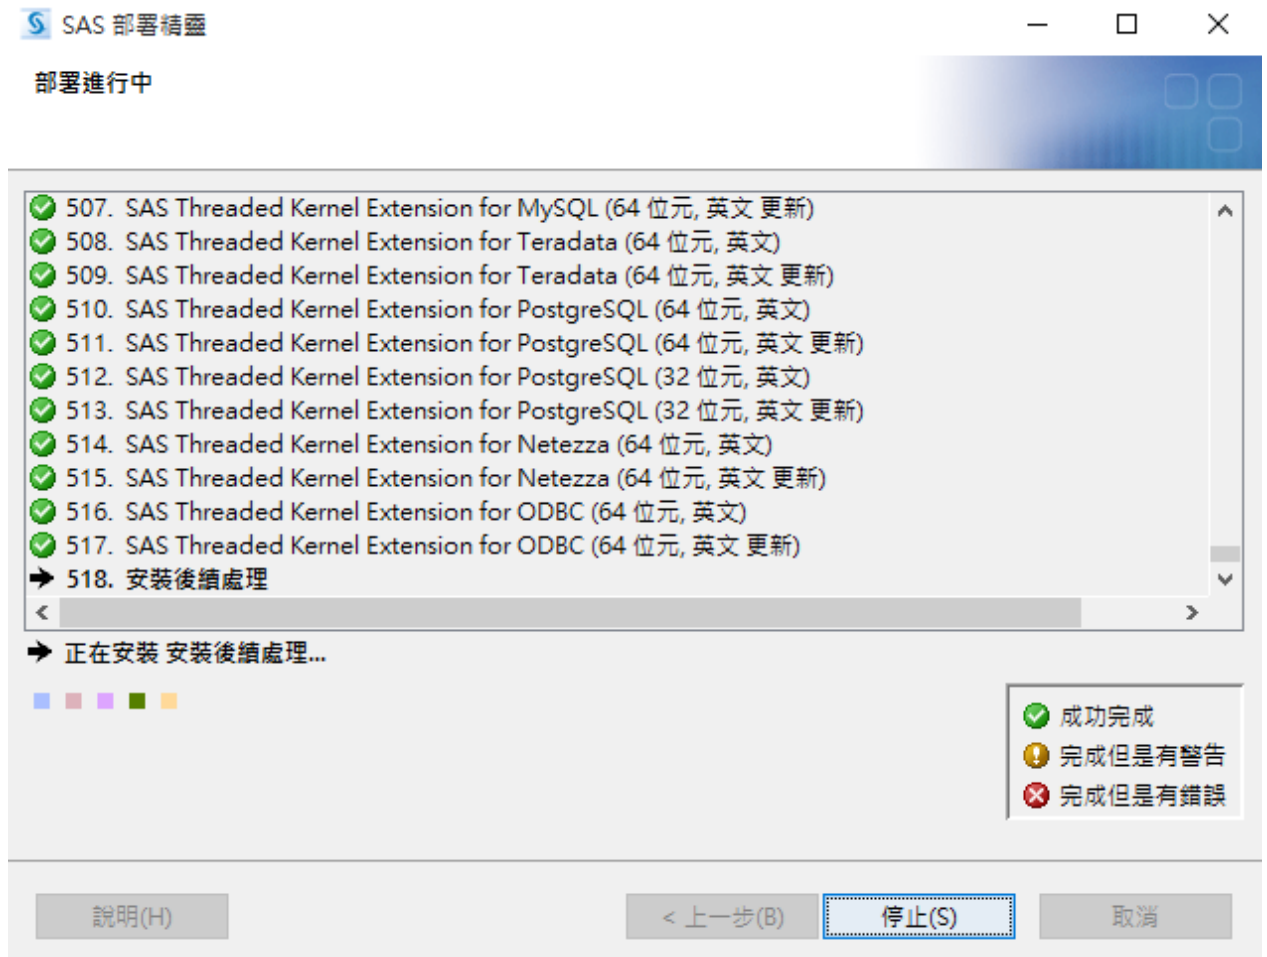 SAS 部署精靈
部署進行中
507. SAS Threaded Kernel Extension for MySQL (64 位元, 英文 更新)
508. SAS Threaded Kernel Extension for Teradata (64 位元, 英文)
509. SAS Threaded Kernel Extension for Teradata (64 位元, 英文 更新)
510. SAS Threaded Kernel Extension for PostgreSQL (64 位元, 英文)
511. SAS Threaded Kernel Extension for PostgreSQL (64 位元, 英文 更新)
512. SAS Threaded Kernel Extension for PostgreSQL (32 位元, 英文)
513. SAS Threaded Kernel Extension for PostgreSQL (32 位元, 英文 更新)
514. SAS Threaded Kernel Extension for Netezza (64 位元, 英文)
515. SAS Threaded Kernel Extension for Netezza (64 位元, 英文 更新)
516. SAS Threaded Kernel Extension for ODBC (64 位元, 英文)
517. SAS Threaded Kernel Extension for ODBC (64 位元, 英文 更新)
518. 安裝後續處理
正在安裝 安裝後續處理...
成功完成
完成但是有警告
完成但是有錯誤
說明(H)
< 上一步(B)
停止(S)
取消